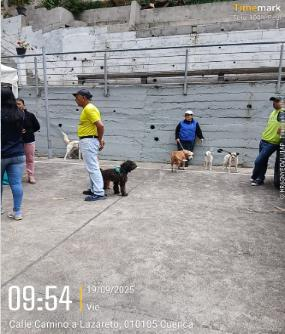 Timemark
09:54
19/09/2025
Vie
Calle Camino a Lazareto, 010105 Cuenca